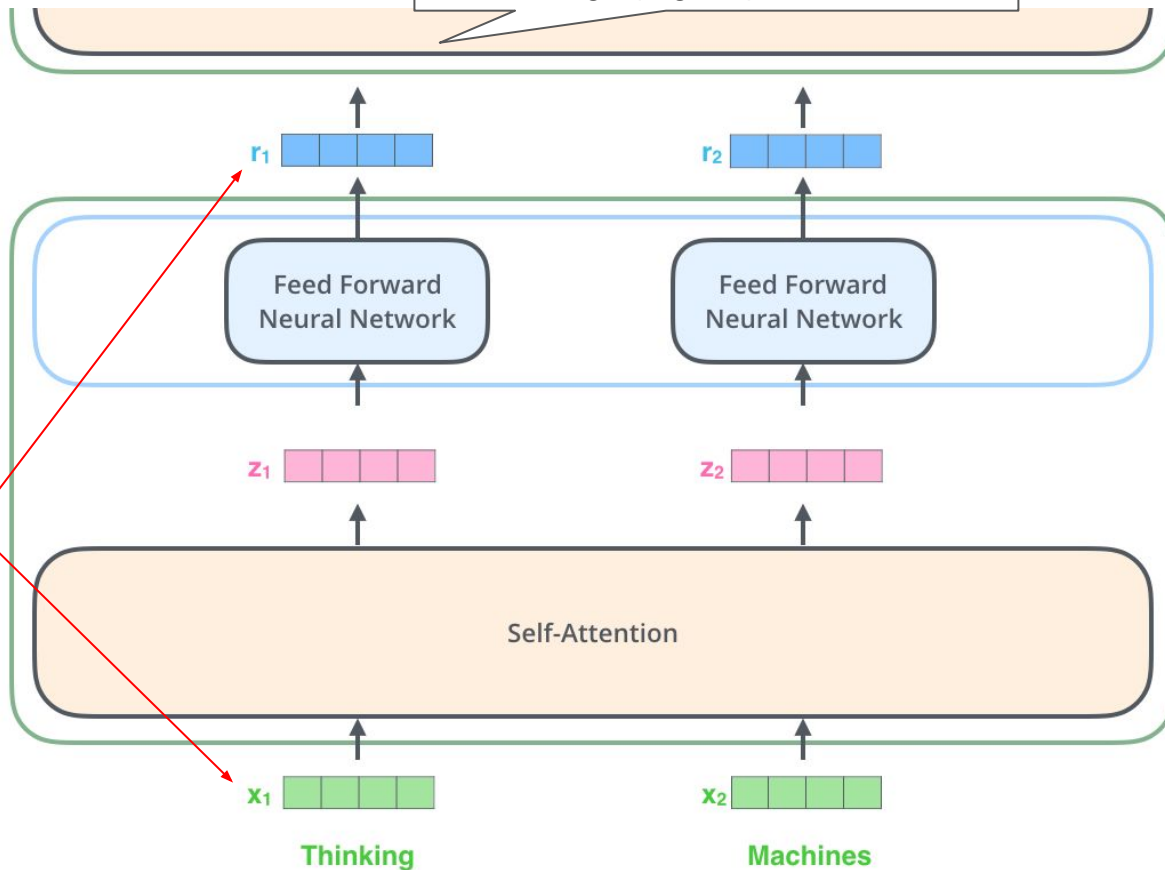 r₁
r₂
Feed Forward
Neural Network
Feed Forward
Neural Network
z₁
z₂
Self-Attention
x₁
x₂
Thinking
Machines